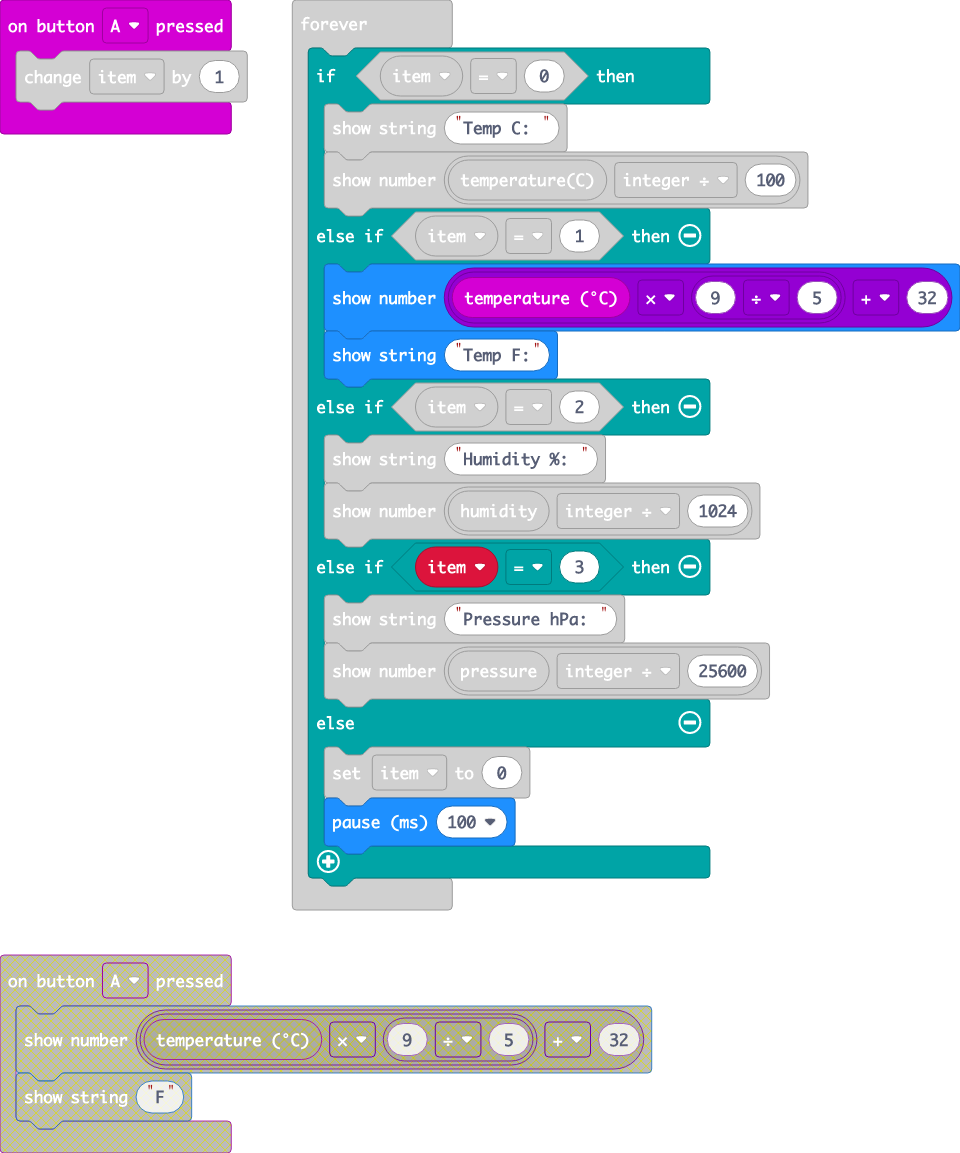 on button A pressed
change item by 1
forever
if item = 0 then
show string "Temp C: "
show number temperature(C) integer ÷ 100
else if item = 1 then
show number temperature (°C) × 9 ÷ 5 + 32
show string "Temp F:"
else if item = 2 then
show string "Humidity %: "
show number humidity integer ÷ 1024
else if item = 3 then
show string "Pressure hPa: "
show number pressure integer ÷ 25600
else
set item to 0
pause (ms) 100
on button A pressed
show number temperature (°C) × 9 ÷ 5 + 32
show string "F"